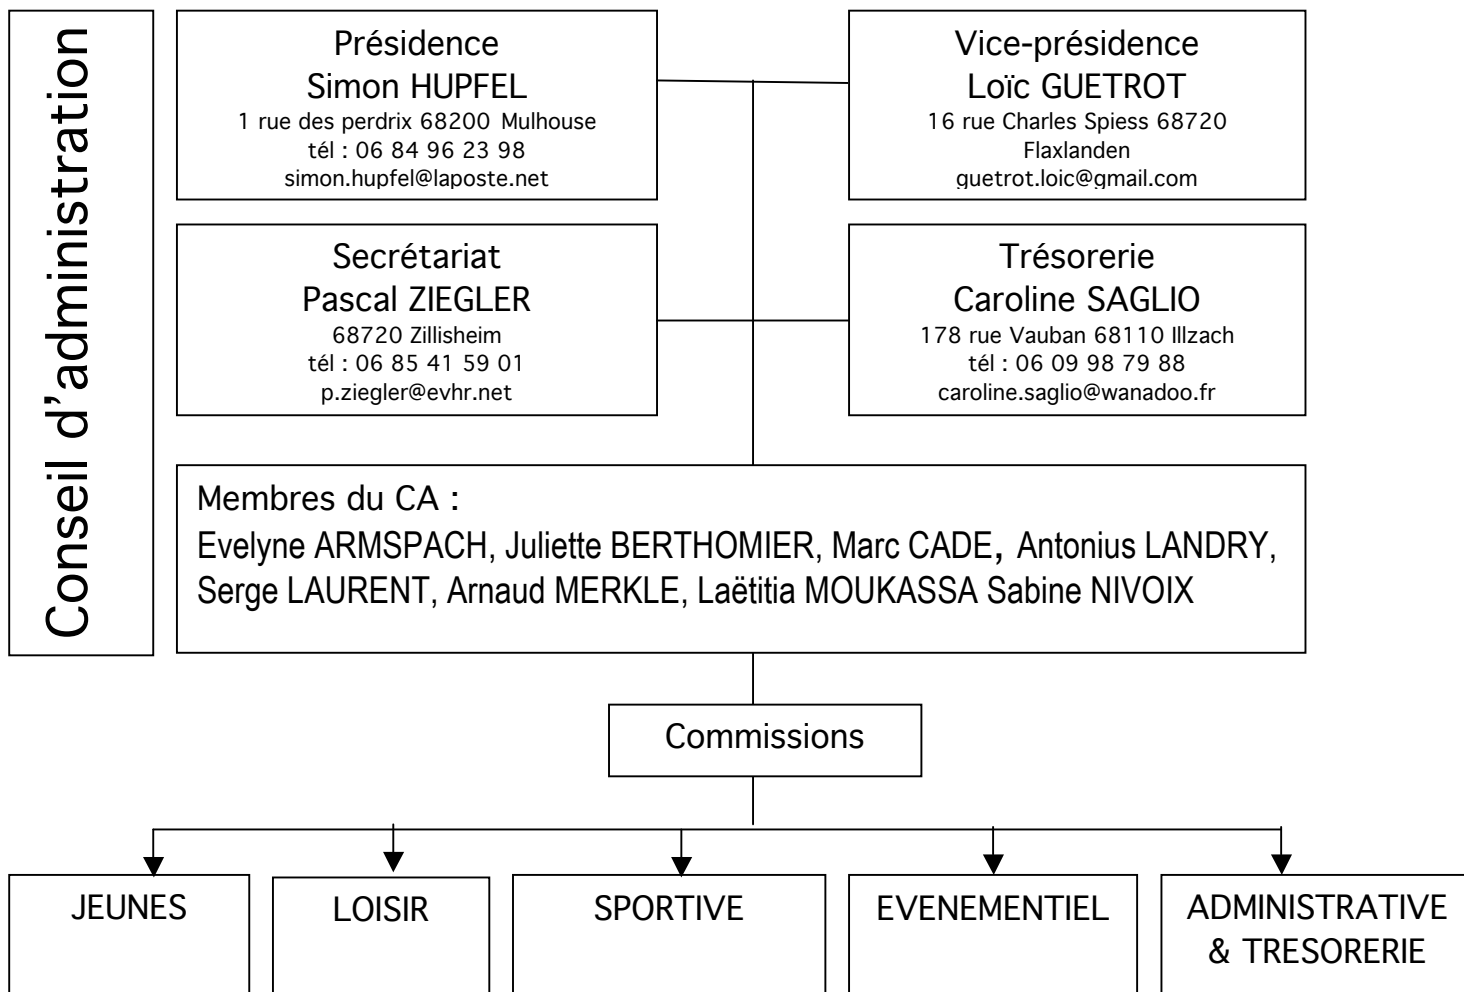 Conseil d'administration
Présidence
Simon HUPFEL
1 rue des perdrix 68200 Mulhouse
tél : 06 84 96 23 98
simon.hupfel@laposte.net
Vice-présidence
Loïc GUETROT
16 rue Charles Spiess 68720
Flaxlanden
guetrot.loic@gmail.com
Secrétariat
Pascal ZIEGLER
68720 Zillisheim
tél : 06 85 41 59 01
p.ziegler@evhr.net
Trésorerie
Caroline SAGLIO
178 rue Vauban 68110 Illzach
tél : 06 09 98 79 88
caroline.saglio@wanadoo.fr
Membres du CA :
Evelyne ARMSPACH, Juliette BERTHOMIER, Marc CADE, Antonius LANDRY,
Serge LAURENT, Arnaud MERKLE, Laëtitia MOUKASSA Sabine NIVOIX
Commissions
JEUNES
LOISIR
SPORTIVE
EVENEMENTIEL
ADMINISTRATIVE
& TRESORERIE